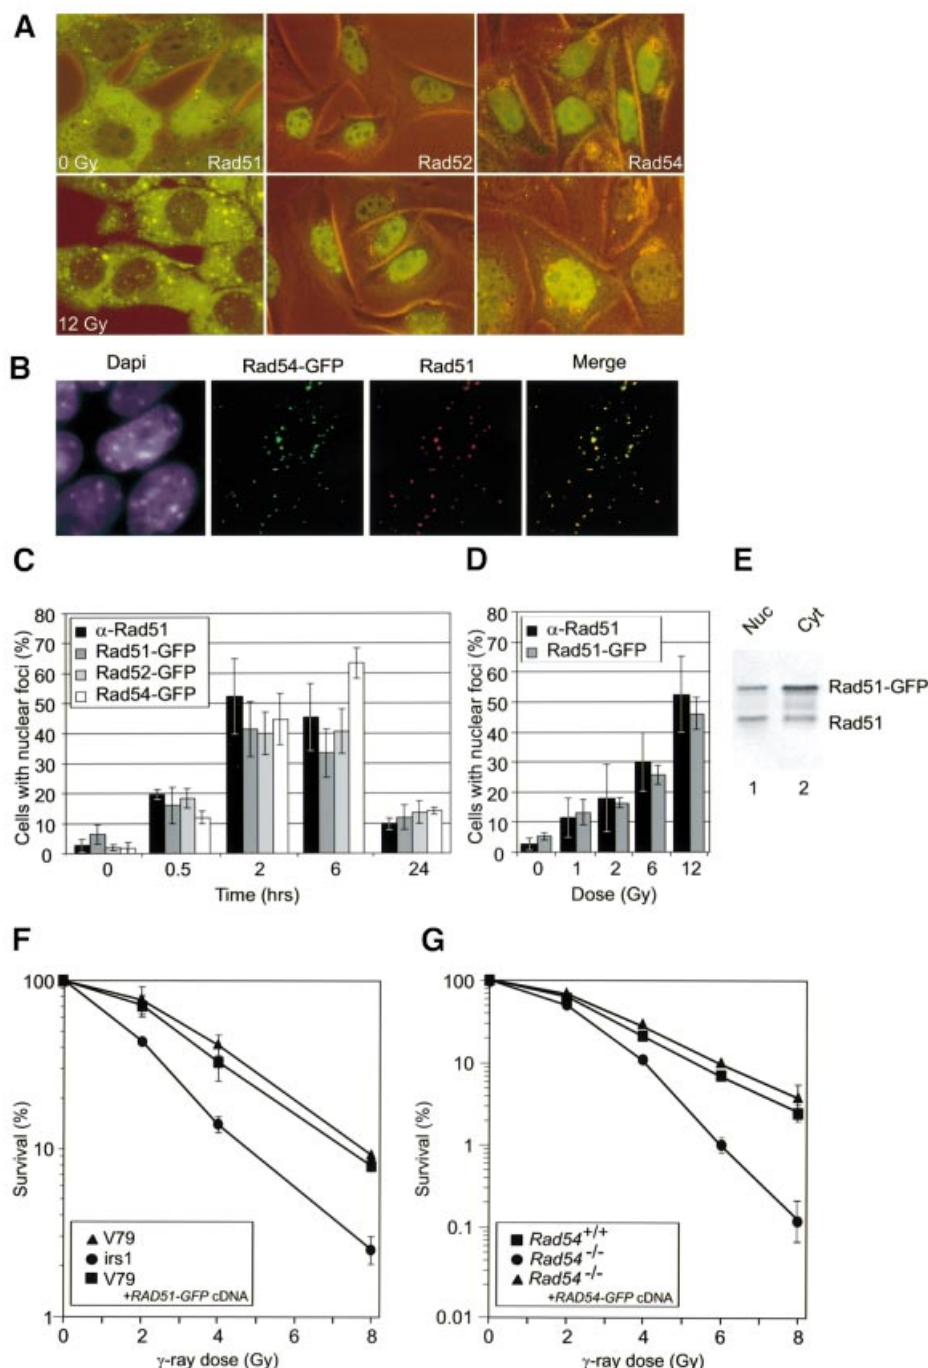 A
0 Gy
Rad51
Rad52
Rad54
12 Gy
B
Dapi
Rad54-GFP
Rad51
Merge
C
Cells with nuclear foci (%)
80
70
60
50
40
30
20
10
0
α-Rad51
Rad51-GFP
Rad52-GFP
Rad54-GFP
0
0.5
2
6
24
Time (hrs)
D
Cells with nuclear foci (%)
80
70
60
50
40
30
20
10
0
α-Rad51
Rad51-GFP
0
1
2
6
12
Dose (Gy)
E
Nuc
Cyt
Rad51-GFP
Rad51
1
2
F
Survival (%)
100
10
1
V79
irs1
V79
+RAD51-GFP cDNA
0
2
4
6
8
γ-ray dose (Gy)
G
Survival (%)
100
10
1
0.1
0.01
Rad54 +/+
Rad54 -/-
Rad54 -/-
+RAD54-GFP cDNA
0
2
4
6
8
γ-ray dose (Gy)